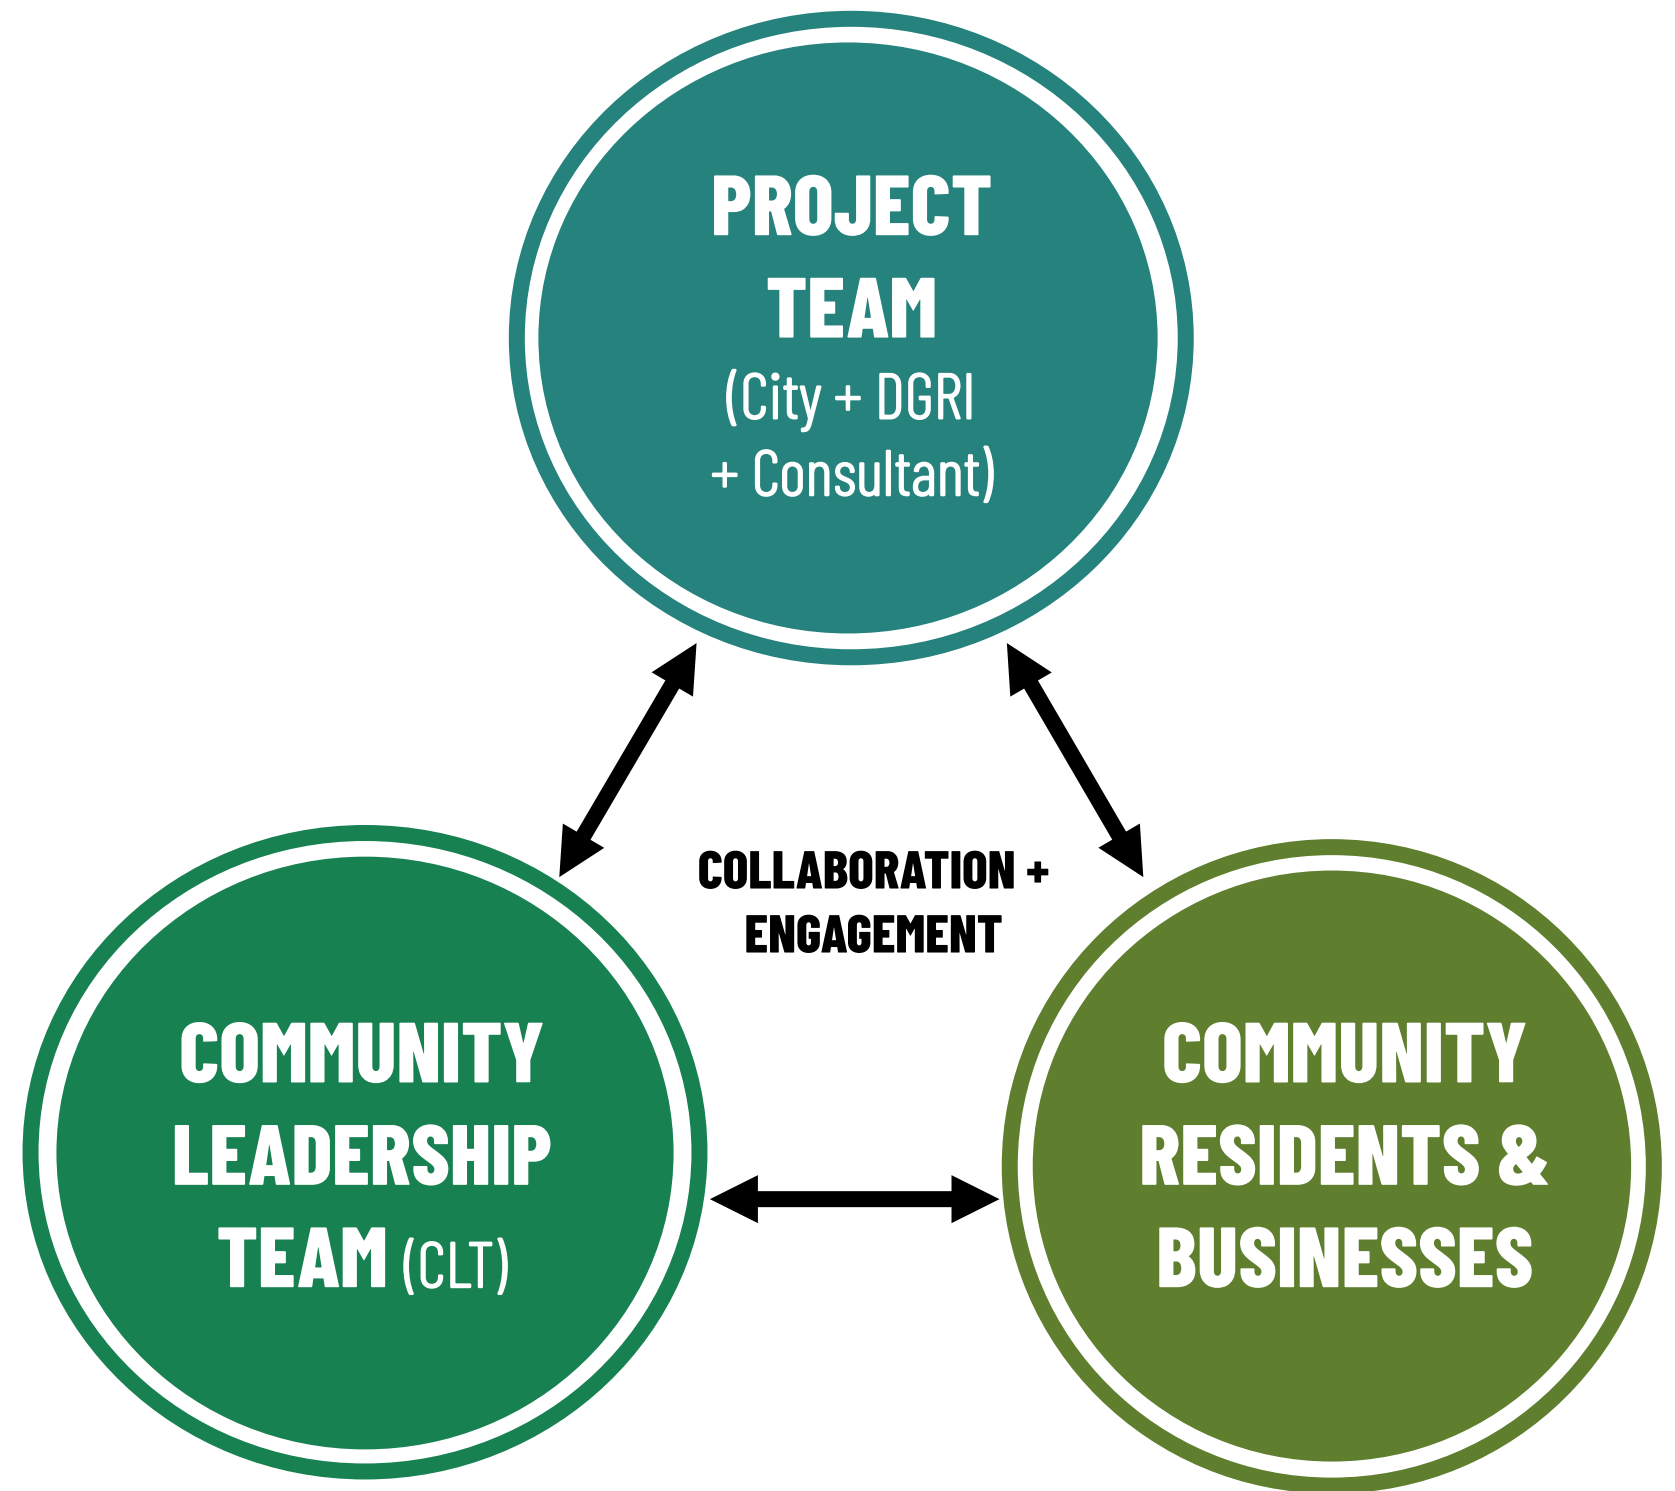 PROJECT
TEAM
(City + DGRI
+ Consultant)
COLLABORATION +
ENGAGEMENT
COMMUNITY
LEADERSHIP
TEAM (CLT)
COMMUNITY
RESIDENTS &
BUSINESSES